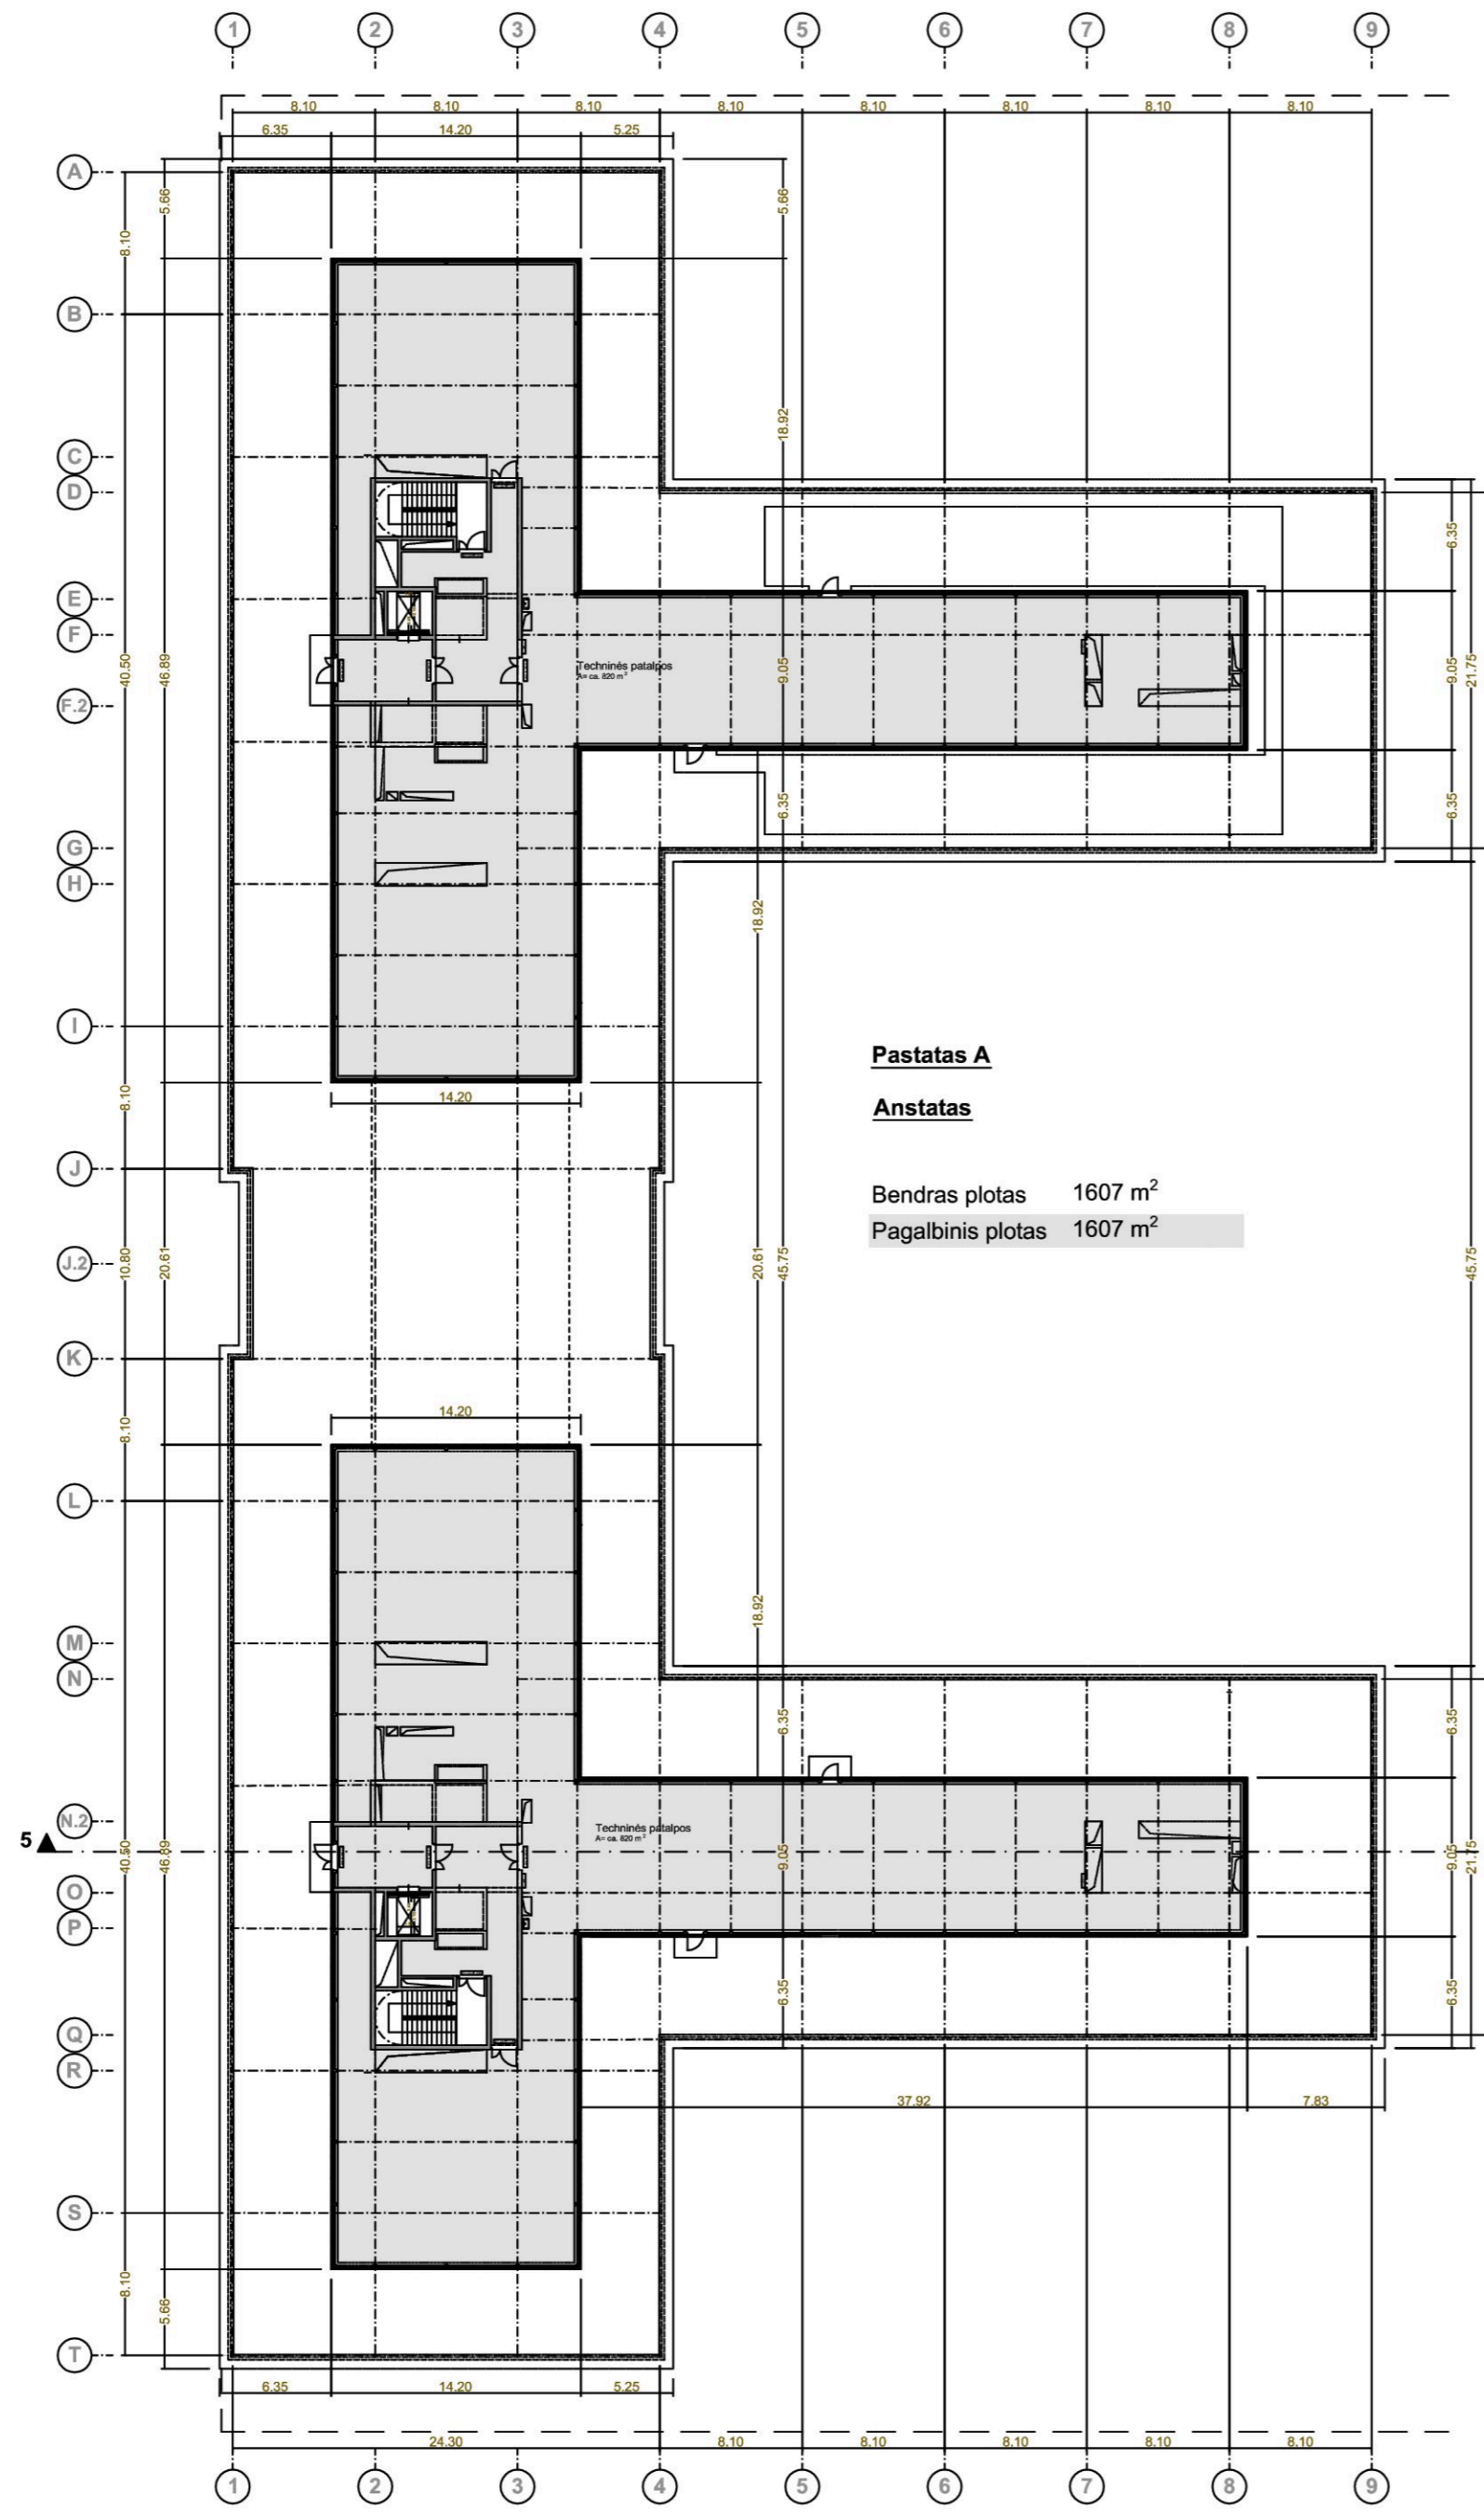 1 2 3 4 5 6 7 8 9
8.10 8.10 8.10 8.10 8.10 8.10 8.10 8.10
6.35 14.20 5.25
A
5.66 5.66
8.10
B
18.92
C
D
6.35
E
F
Techninės patalpos
A= ca. 820 m²
40.50 46.89 9.05 9.05 21.75
F.2
6.35 6.35
G
H
18.92
I
Pastatas A
14.20
8.10
Anstatas
J
Bendras plotas 1607 m²
Pagalbinis plotas 1607 m²
J.2
10.80 20.61 20.61 45.75 45.75
K
14.20
8.10
L
18.92
M
N
6.35 6.35
N.2
Techninės patalpos
A= ca. 820 m²
5
40.50 46.89 9.05 9.05 21.75
O
P
6.35 6.35
Q
R
37.92 7.83
S
8.10
5.66
T
6.35 14.20 5.25
24.30 8.10 8.10 8.10 8.10 8.10
1 2 3 4 5 6 7 8 9